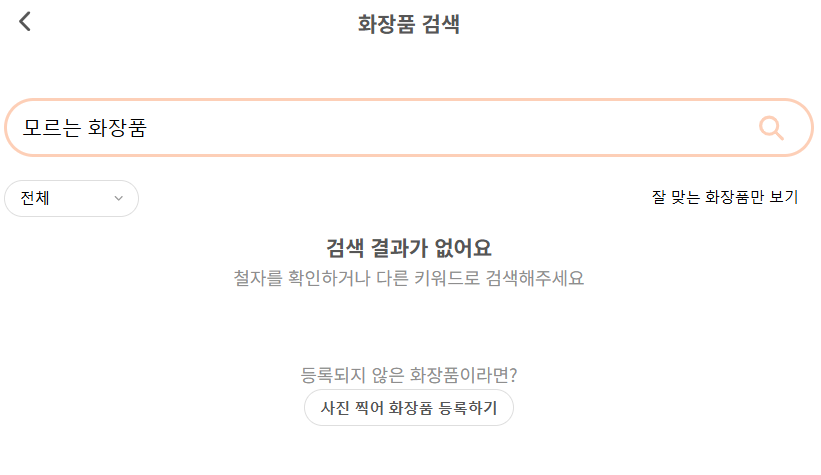 화장품 검색
모르는 화장품
전체
잘 맞는 화장품만 보기
검색 결과가 없어요
철자를 확인하거나 다른 키워드로 검색해주세요
등록되지 않은 화장품이라면?
사진 찍어 화장품 등록하기